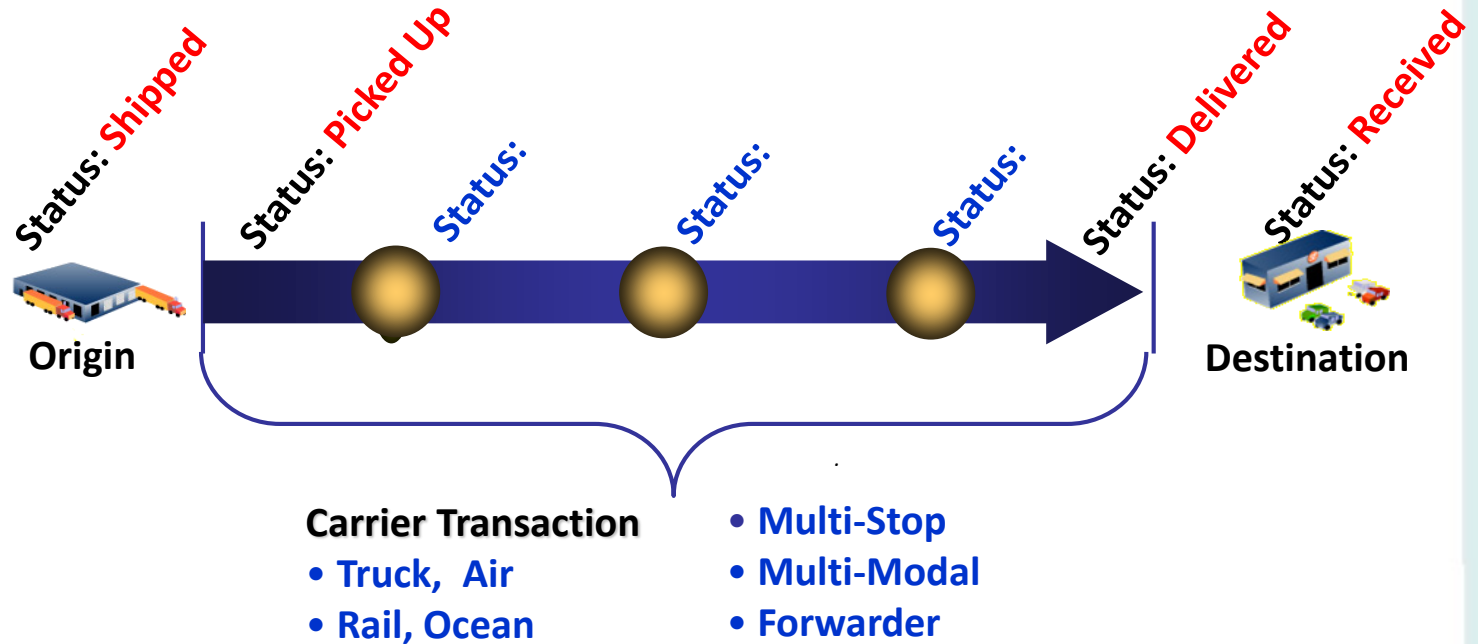 Status: Shipped
Status: Picked Up
Status:
Status:
Status:
Status: Delivered
Status: Received
Origin
Destination
.
Carrier Transaction
• Truck,  Air
• Rail, Ocean
• Multi-Stop
• Multi-Modal
• Forwarder